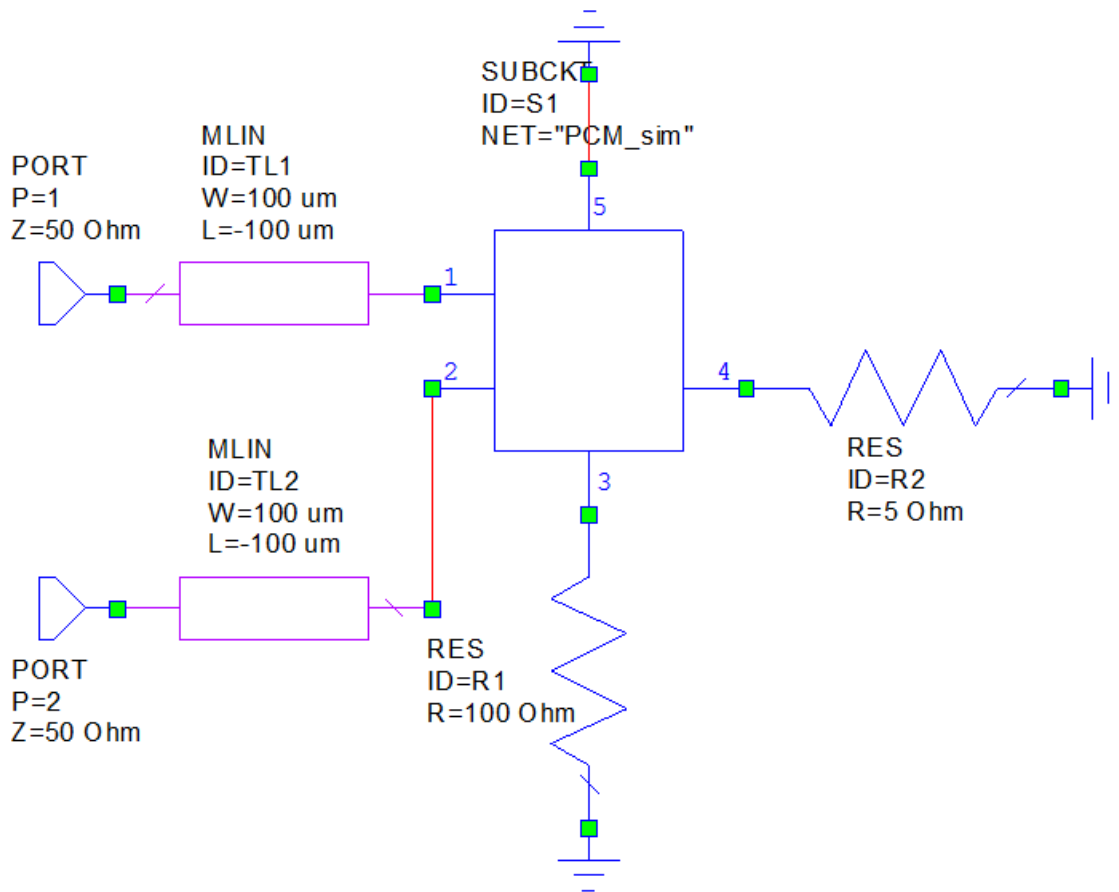 SUBCKT
ID=S1
NET="PCM_sim"
MLIN
ID=TL1
W=100 um
L=-100 um
PORT
P=1
Z=50 Ohm
5
1
2
4
3
RES
ID=R2
R=5 Ohm
MLIN
ID=TL2
W=100 um
L=-100 um
RES
ID=R1
R=100 Ohm
PORT
P=2
Z=50 Ohm